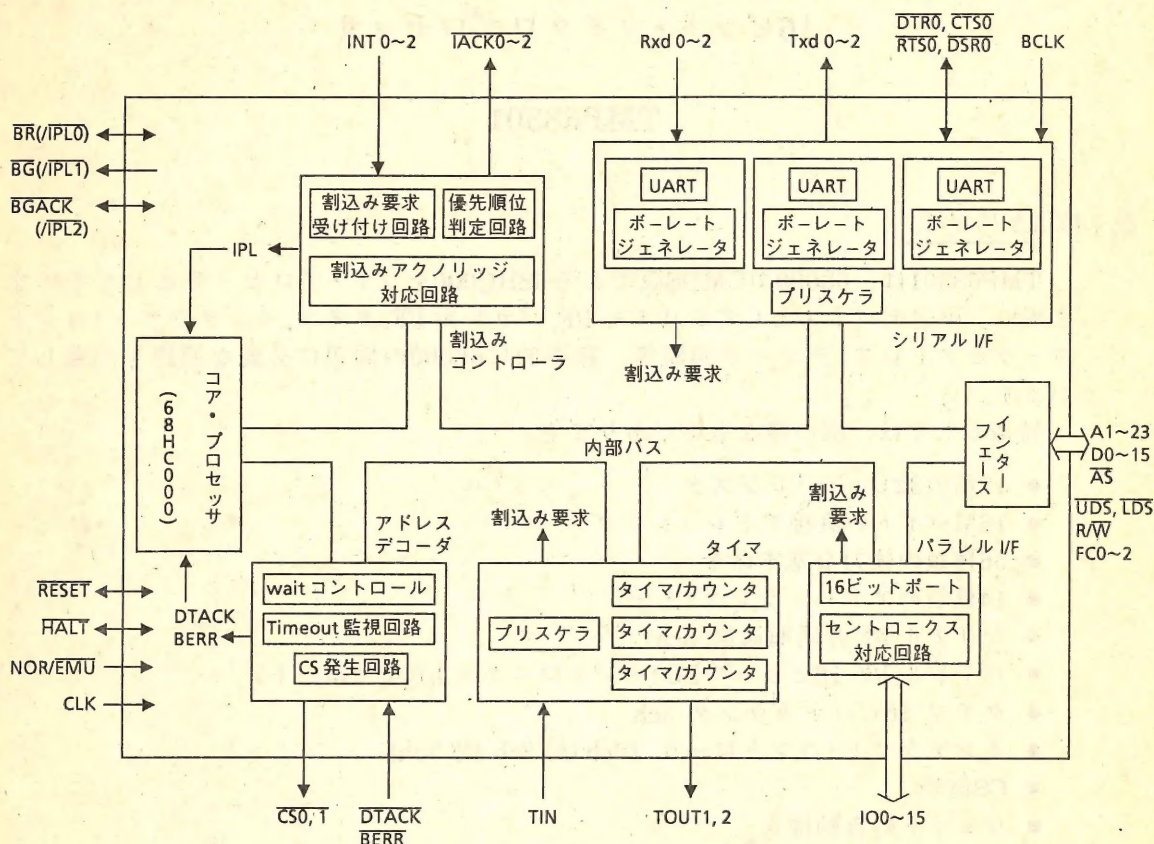 INT 0~2
IACK0~2
Rxd 0~2
Txd 0~2
DTR0, CTS0
RTS0, DSR0
BCLK
BR(/IPL0)
BG(/IPL1)
BGACK
(/IPL2)
割込み要求
受け付け回路
優先順位
判定回路
割込みアクノリッジ
対応回路
IPL
割込み
コントローラ
UART
ボーレート
ジェネレータ
UART
ボーレート
ジェネレータ
UART
ボーレート
ジェネレータ
プリスケラ
シリアル I/F
割込み要求
コア・プロセッサ
(68HC000)
内部バス
インター
フェース
A1~23
D0~15
AS
UDS, LDS
R/W
FC0~2
アドレス
デコーダ
wait コントロール
Timeout 監視回路
CS 発生回路
DTACK
BERR
割込み要求
タイマ
プリスケラ
タイマ/カウンタ
タイマ/カウンタ
タイマ/カウンタ
割込み
要求
パラレル I/F
16ビットポート
セントロニクス
対応回路
RESET
HALT
NOR/EMU
CLK
CS0, 1
DTACK
BERR
TIN
TOUT1, 2
IO0~15